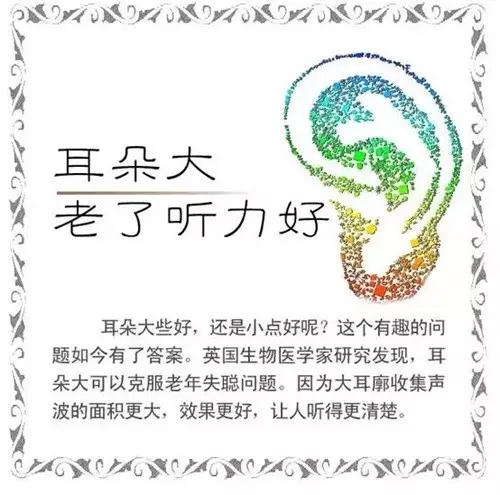 耳朵大
老了听力好
耳朵大些好，还是小点好呢？这个有趣的问
题如今有了答案。英国生物医学家研究发现，耳
朵大可以克服老年失聪问题。因为大耳廓收集声
波的面积更大，效果更好，让人听得更清楚。